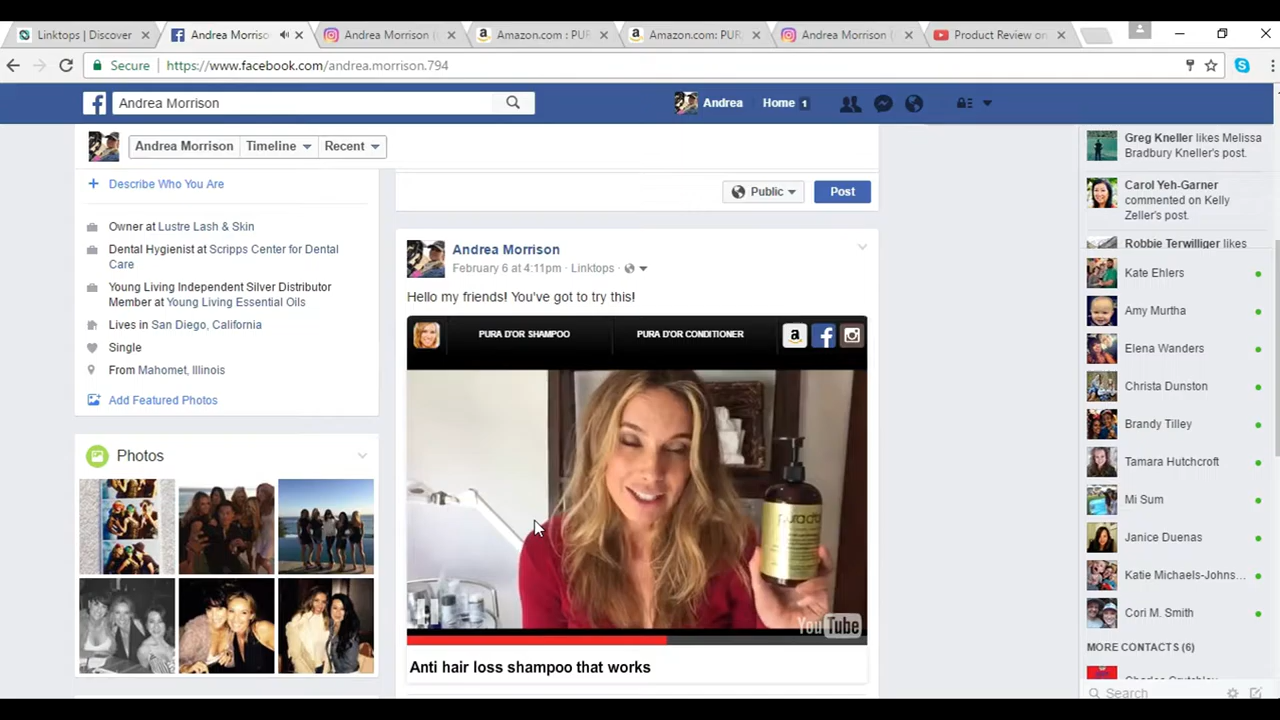 Linktops | Discover
Andrea Morriso
Andrea Morrison (
Amazon.com : PUR
Amazon.com: PUR
Andrea Morrison (
Product Review on
Secure
https://www.facebook.com/andrea.morrison.794
Andrea Morrison
Andrea
Home 1
Andrea Morrison
Timeline
Recent
Describe Who You Are
Owner at Lustre Lash & Skin
Dental Hygienist at Scripps Center for Dental
Care
Young Living Independent Silver Distributor
Member at Young Living Essential Oils
Lives in San Diego, California
Single
From Mahomet, Illinois
Add Featured Photos
Photos
Public
Post
Andrea Morrison
February 6 at 4:11pm · Linktops ·
Hello my friends! You've got to try this!
PURA D'OR SHAMPOO
PURA D'OR CONDITIONER
a
pura d'or
YouTube
Anti hair loss shampoo that works
Greg Kneller likes Melissa
Bradbury Kneller's post.
Carol Yeh-Garner
commented on Kelly
Zeller's post.
Robbie Terwilliger likes
Kate Ehlers
Amy Murtha
Elena Wanders
Christa Dunston
Brandy Tilley
Tamara Hutchcroft
Mi Sum
Janice Duenas
Katie Michaels-Johns...
Cori M. Smith
MORE CONTACTS (6)
Search